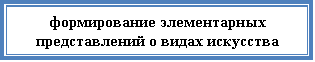 формирование элементарных
представлений о видах искусства